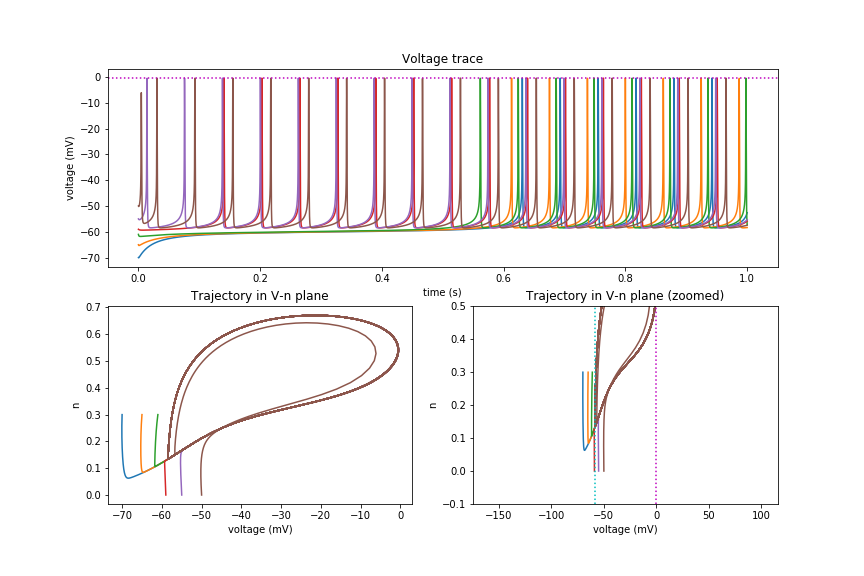 Voltage trace
0
−10
−20
−30
−40
−50
−60
−70
voltage (mV)
0.0 0.2 0.4 0.6 0.8 1.0
time (s)
Trajectory in V-n plane
0.7
0.6
0.5
0.4
0.3
0.2
0.1
0.0
n
−70 −60 −50 −40 −30 −20 −10 0
voltage (mV)
Trajectory in V-n plane (zoomed)
0.5
0.4
0.3
0.2
0.1
0.0
−0.1
n
−150 −100 −50 0 50 100
voltage (mV)